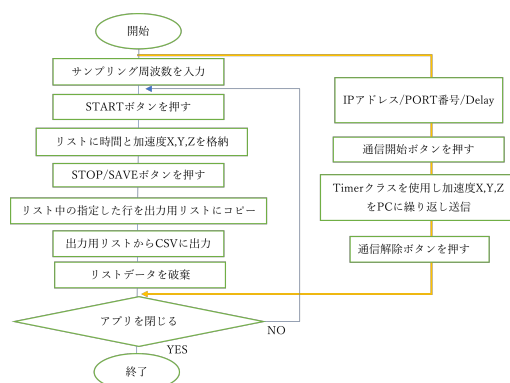 開始
サンプリング周波数を入力
STARTボタンを押す
リストに時間と加速度X,Y,Zを格納
STOP/SAVEボタンを押す
リスト中の指定した行を出力用リストにコピー
出力用リストからCSVに出力
リストデータを破棄
アプリを閉じる
NO
YES
終了
IPアドレス/PORT番号/Delay
通信開始ボタンを押す
Timerクラスを使用し加速度X,Y,Z
をPCに繰り返し送信
通信解除ボタンを押す